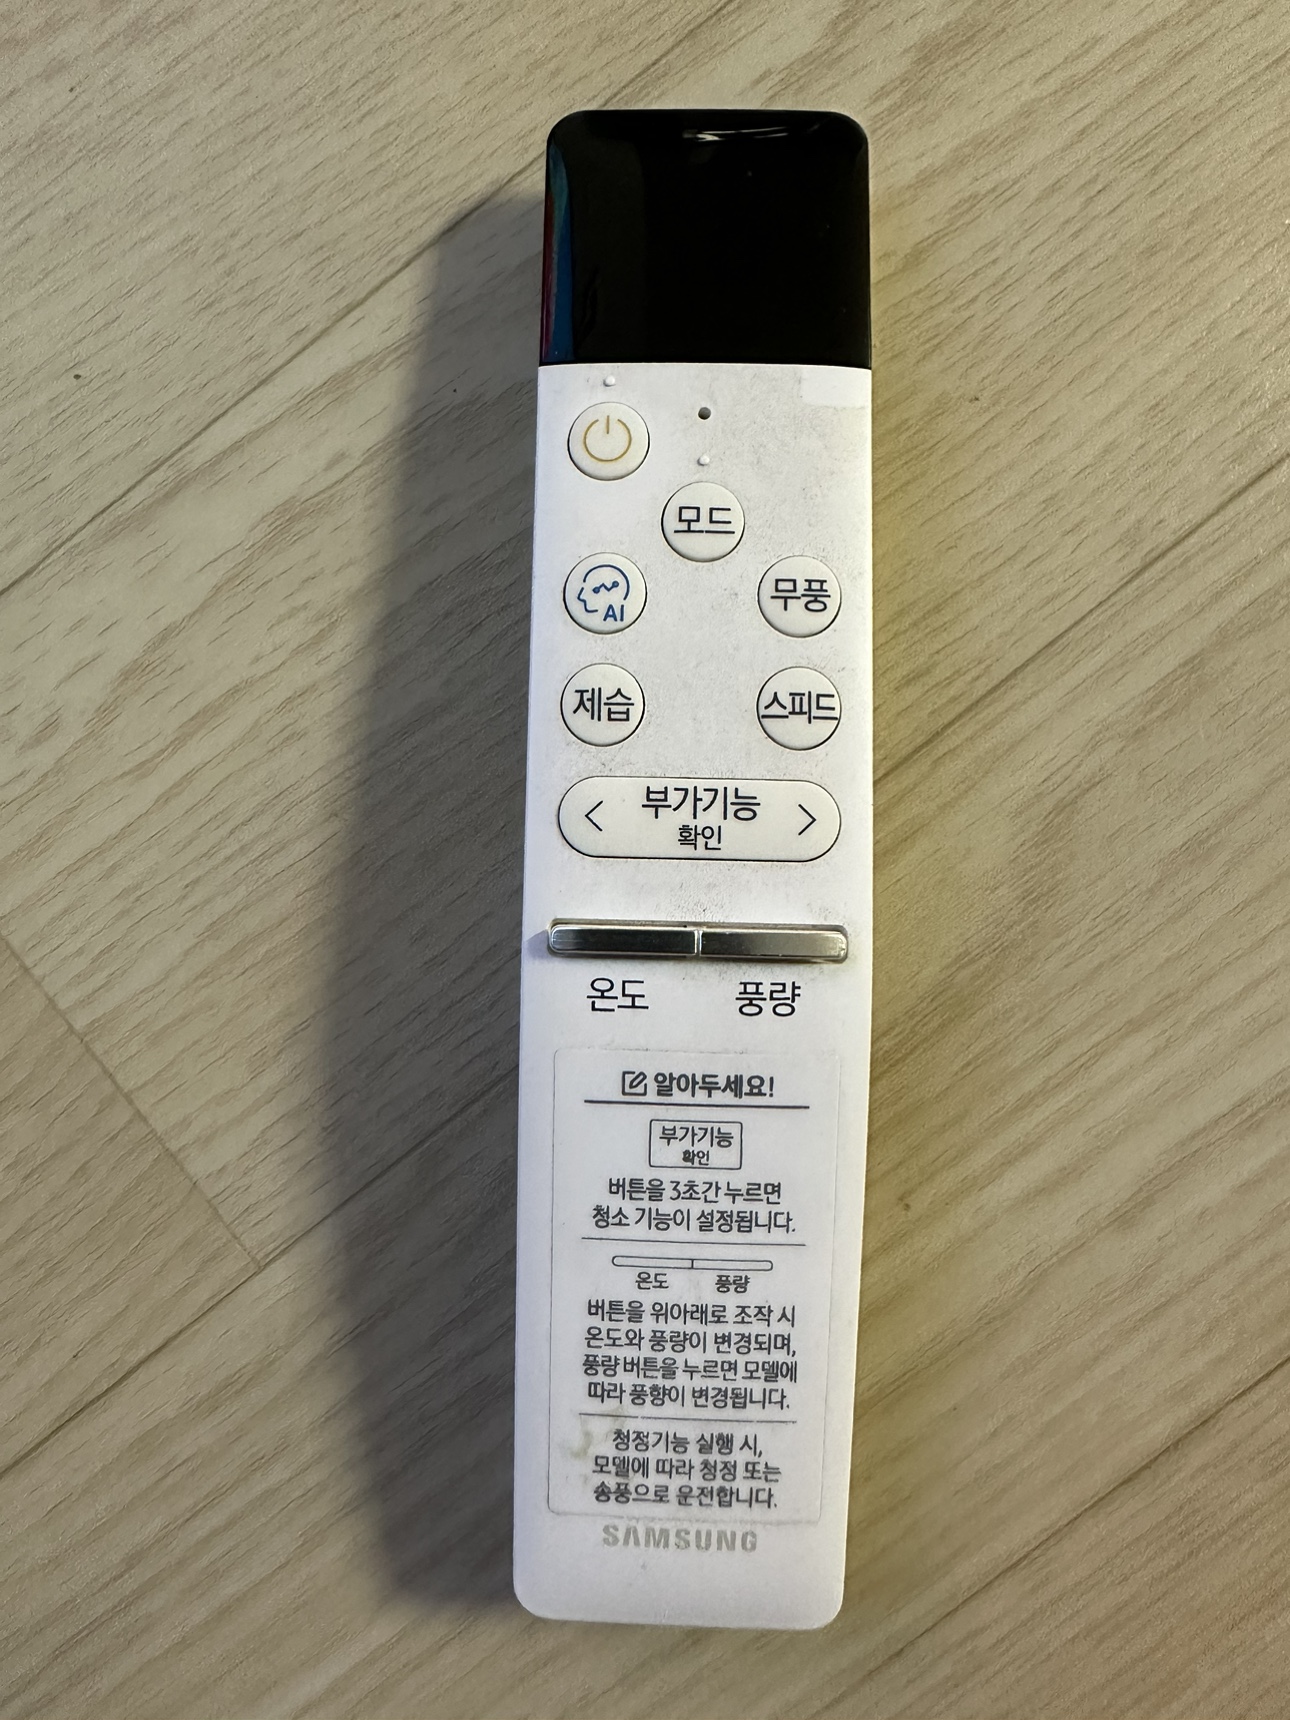 모드
AI
무풍
제습
스피드
< 부가기능 >
확인
온도 풍량
알아두세요!
부가기능
확인
버튼을 3초간 누르면
청소 기능이 설정됩니다.
온도 풍량
버튼을 위아래로 조작 시
온도와 풍량이 변경되며,
풍량 버튼을 누르면 모델에
따라 풍향이 변경됩니다.
청정기능 실행 시,
모델에 따라 청정 또는
송풍으로 운전합니다.
SAMSUNG